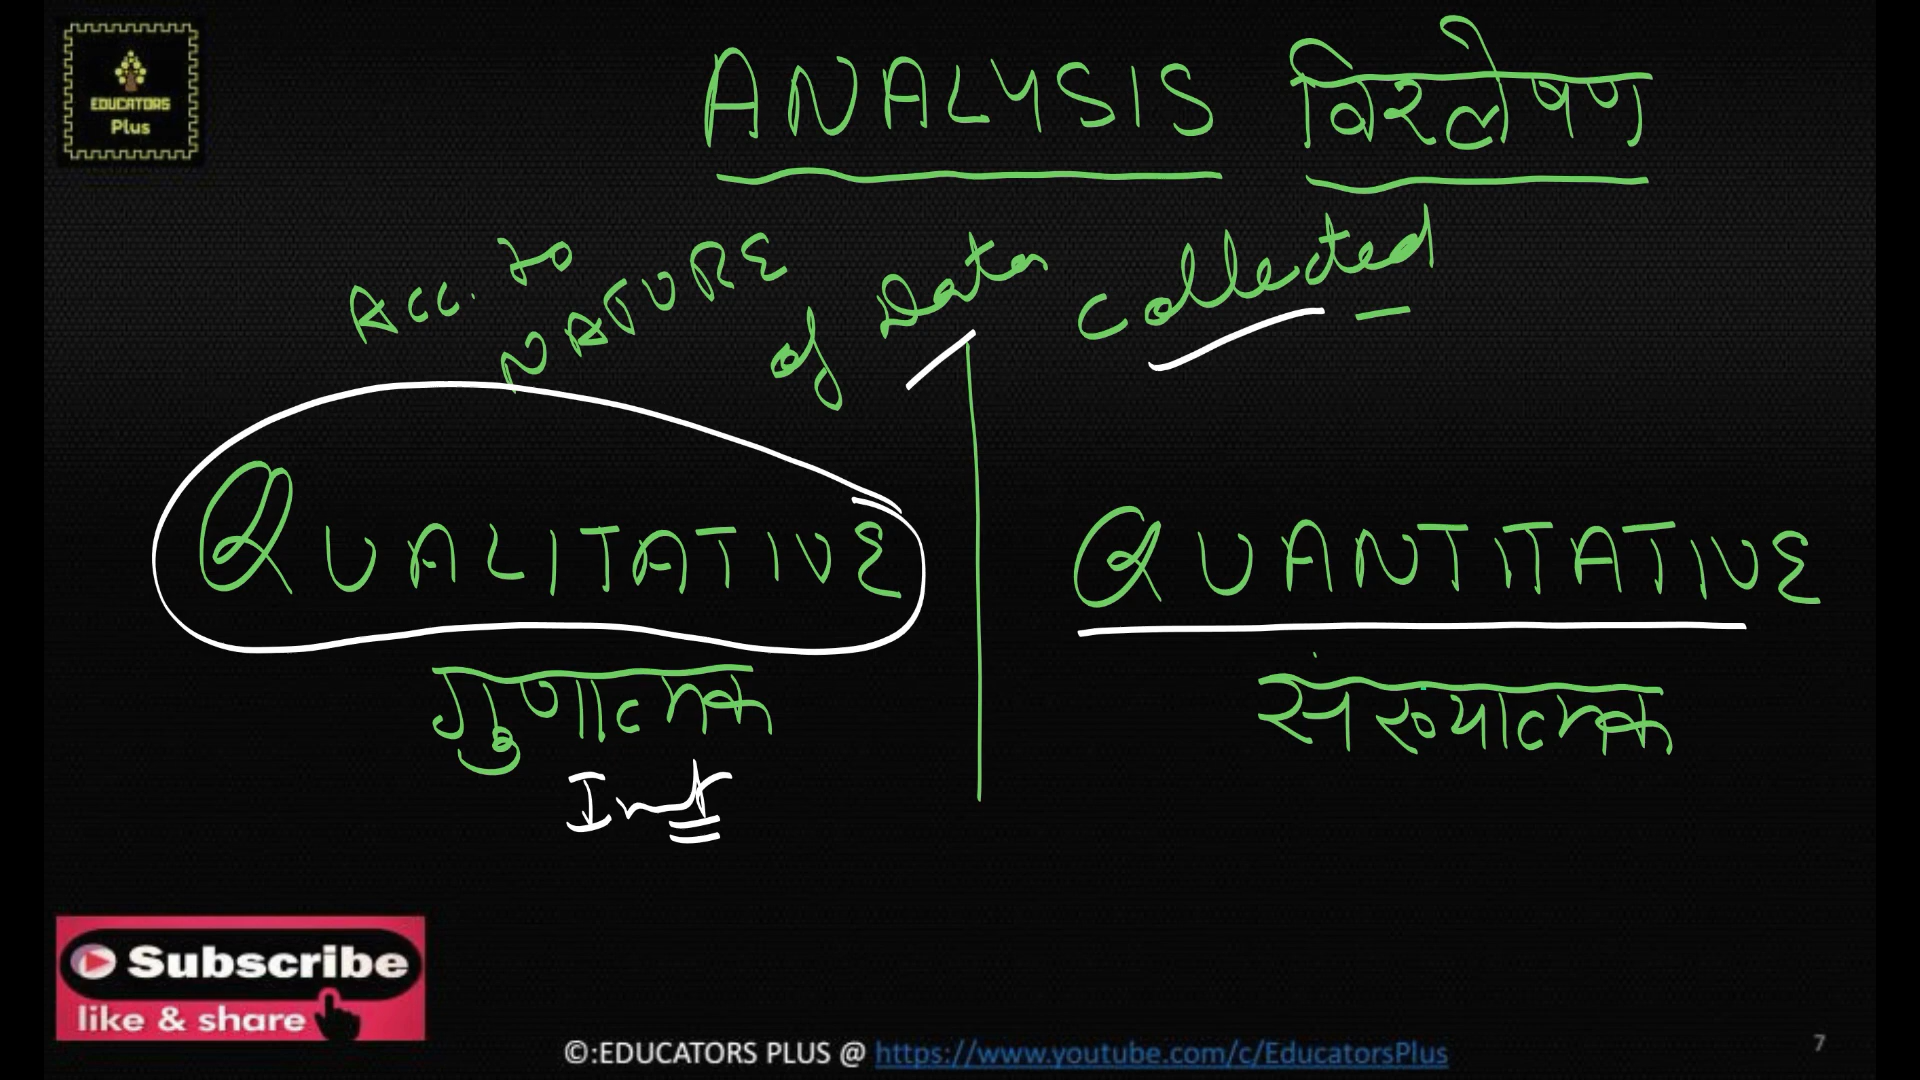 EDUCATORS
Plus
ANALYSIS विश्लेषण
Acc. to NATURE of Data Collected
QUALITATIVE
QUANTITATIVE
गुणात्मक
संख्यात्मक
Int
Subscribe
like & share
©:EDUCATORS PLUS @ https://www.youtube.com/c/EducatorsPlus
7